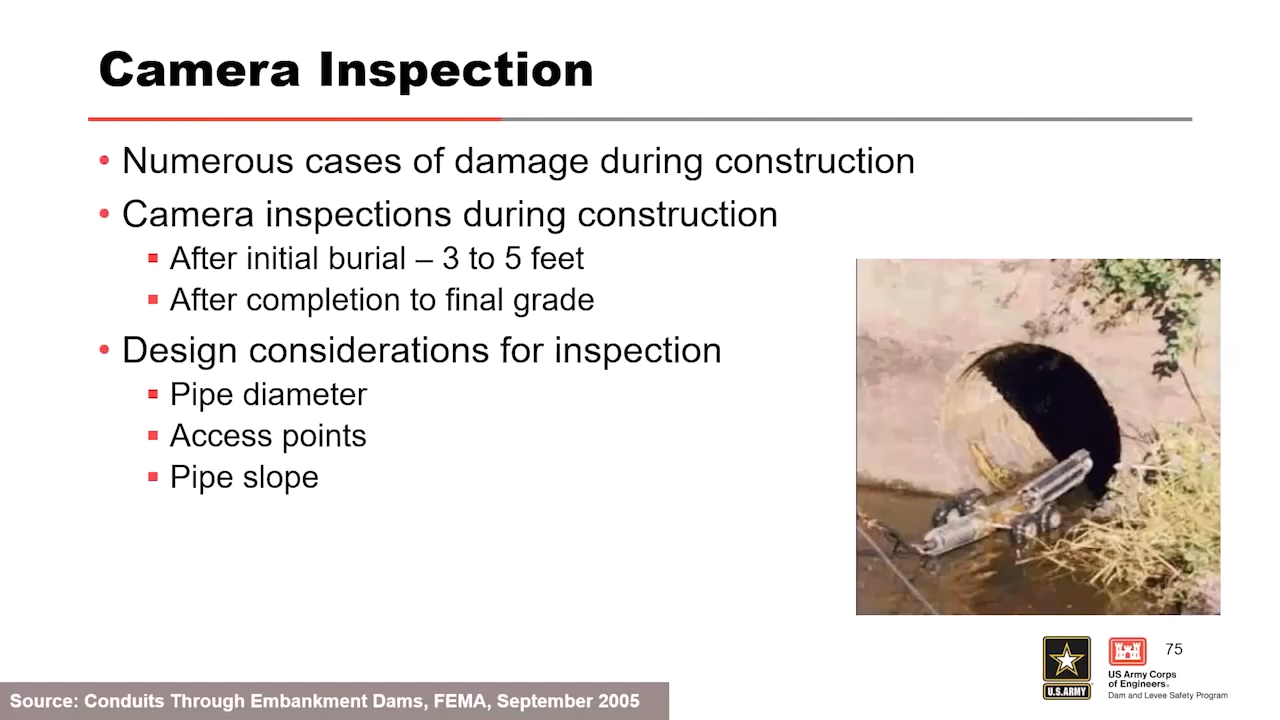 Camera Inspection
• Numerous cases of damage during construction
• Camera inspections during construction
▪ After initial burial – 3 to 5 feet
▪ After completion to final grade
• Design considerations for inspection
▪ Pipe diameter
▪ Access points
▪ Pipe slope
75
U.S. ARMY
US Army Corps
of Engineers®
Dam and Levee Safety Program
Source: Conduits Through Embankment Dams, FEMA, September 2005